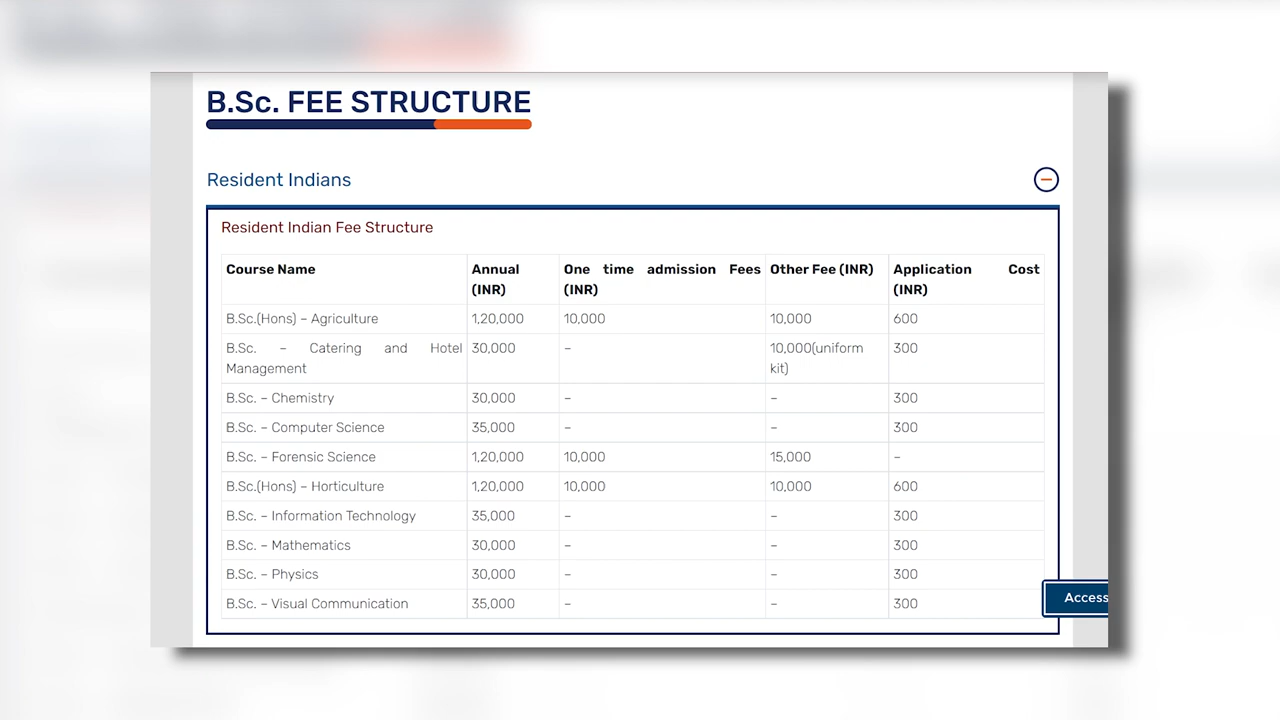 B.Sc. FEE STRUCTURE
Resident Indians
Resident Indian Fee Structure
Course Name Annual (INR) One time admission Fees (INR) Other Fee (INR) Application Cost (INR)
B.Sc.(Hons) – Agriculture 1,20,000 10,000 10,000 600
B.Sc. – Catering and Hotel Management 30,000 – 10,000(uniform kit) 300
B.Sc. – Chemistry 30,000 – – 300
B.Sc. – Computer Science 35,000 – – 300
B.Sc. – Forensic Science 1,20,000 10,000 15,000 –
B.Sc.(Hons) – Horticulture 1,20,000 10,000 10,000 600
B.Sc. – Information Technology 35,000 – – 300
B.Sc. – Mathematics 30,000 – – 300
B.Sc. – Physics 30,000 – – 300
B.Sc. – Visual Communication 35,000 – – 300
Access